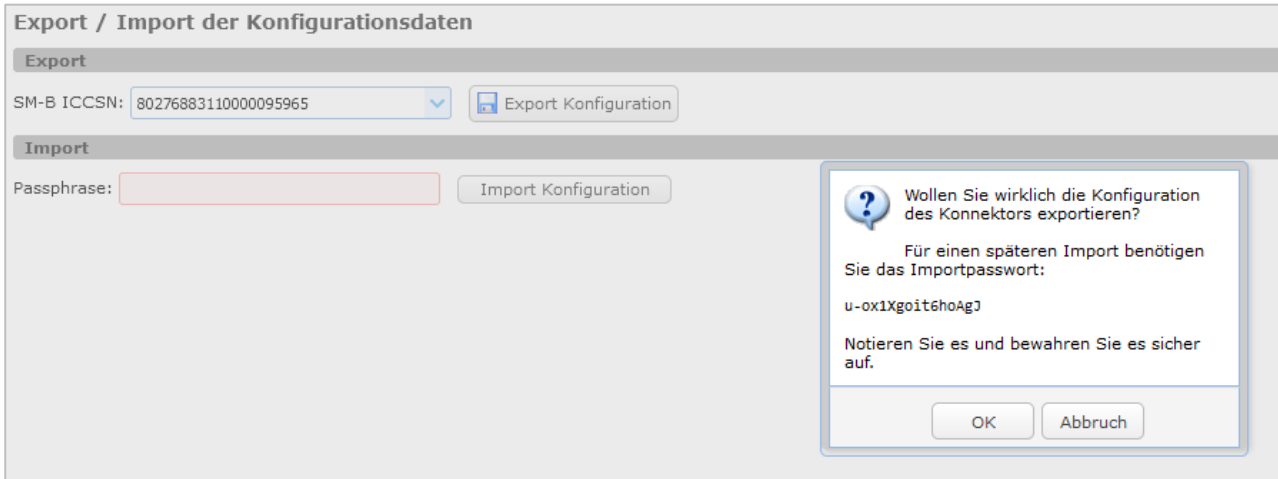 Export / Import der Konfigurationsdaten
Export
SM-B ICCSN: 80276883110000095965 Export Konfiguration
Import
Passphrase: Import Konfiguration
Wollen Sie wirklich die Konfiguration
des Konnektors exportieren?
Für einen späteren Import benötigen
Sie das Importpasswort:
u-ox1Xgoit6hoAgJ
Notieren Sie es und bewahren Sie es sicher
auf.
OK Abbruch